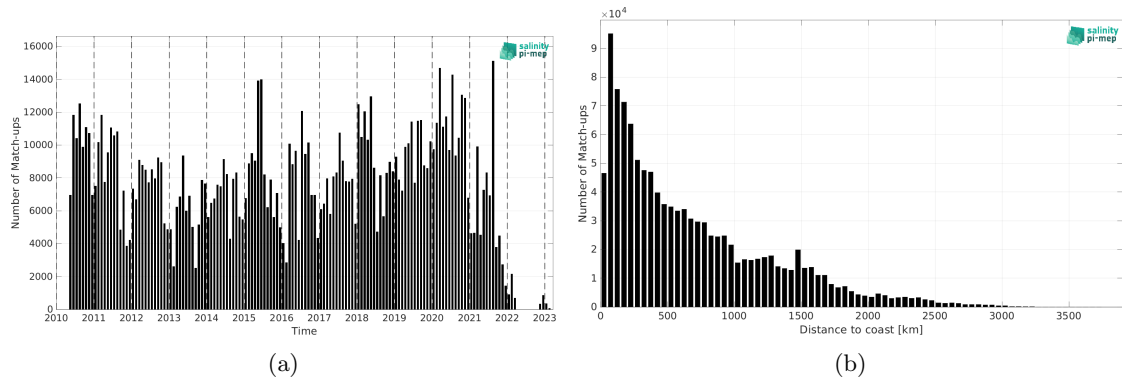 salinity
pi-mep
Number of Match-ups
16000
14000
12000
10000
8000
6000
4000
2000
0
2010 2011 2012 2013 2014 2015 2016 2017 2018 2019 2020 2021 2022 2023
Time
(a)
×10⁴
salinity
pi-mep
Number of Match-ups
9
8
7
6
5
4
3
2
1
0
0 500 1000 1500 2000 2500 3000 3500
Distance to coast [km]
(b)